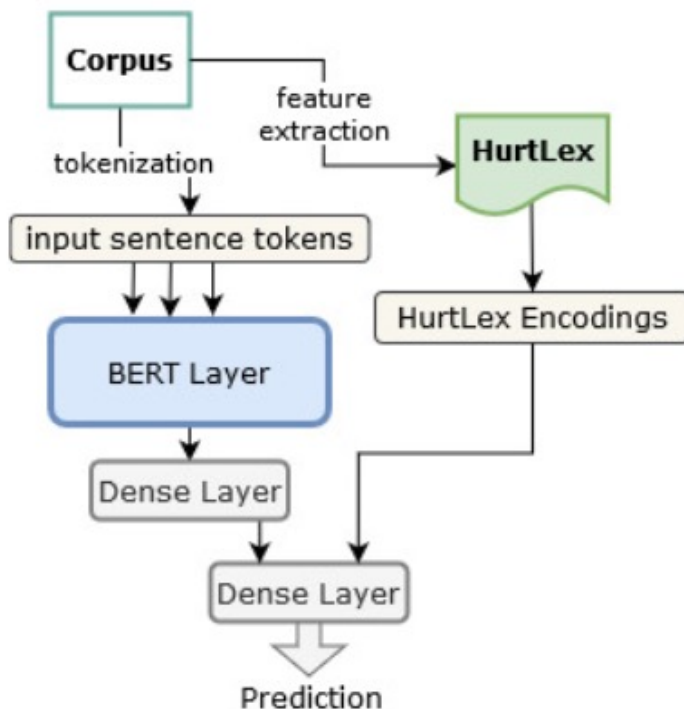 Corpus
feature
extraction
HurtLex
tokenization
input sentence tokens
HurtLex Encodings
BERT Layer
Dense Layer
Dense Layer
Prediction